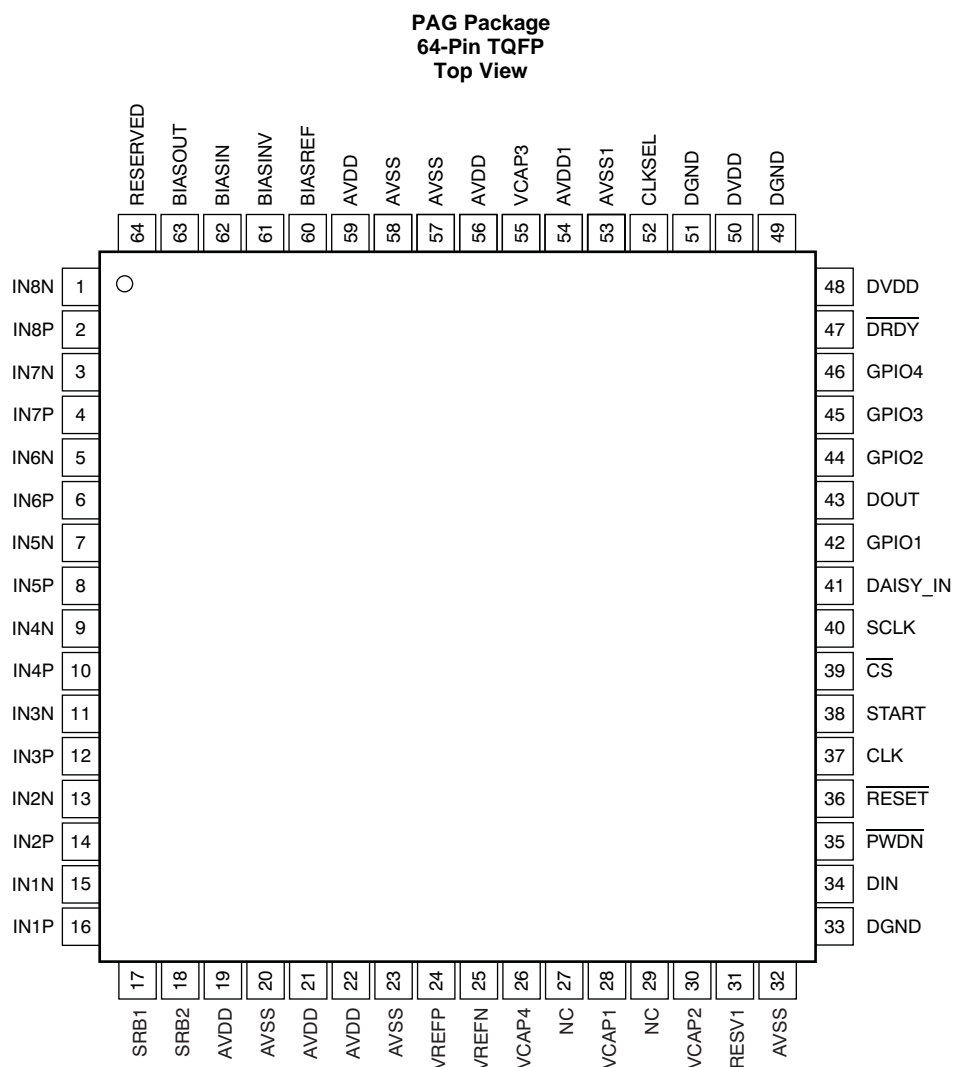 PAG Package
64-Pin TQFP
Top View
RESERVED
BIASOUT
BIASIN
BIASINV
BIASREF
AVDD
AVSS
AVSS
AVDD
VCAP3
AVDD1
AVSS1
CLKSEL
DGND
DVDD
DGND
64
63
62
61
60
59
58
57
56
55
54
53
52
51
50
49
IN8N 1
IN8P 2
IN7N 3
IN7P 4
IN6N 5
IN6P 6
IN5N 7
IN5P 8
IN4N 9
IN4P 10
IN3N 11
IN3P 12
IN2N 13
IN2P 14
IN1N 15
IN1P 16
48 DVDD
47 DRDY
46 GPIO4
45 GPIO3
44 GPIO2
43 DOUT
42 GPIO1
41 DAISY_IN
40 SCLK
39 CS
38 START
37 CLK
36 RESET
35 PWDN
34 DIN
33 DGND
17
18
19
20
21
22
23
24
25
26
27
28
29
30
31
32
SRB1
SRB2
AVDD
AVSS
AVDD
AVDD
AVSS
VREFP
VREFN
VCAP4
NC
VCAP1
NC
VCAP2
RESV1
AVSS